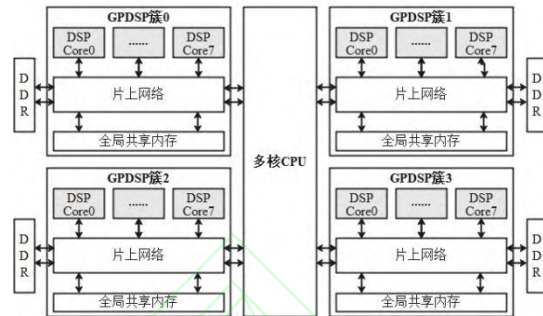 GPDSP簇0
DSP Core0
......
DSP Core7
DDR
片上网络
全局共享内存
GPDSP簇1
DSP Core0
......
DSP Core7
片上网络
DDR
全局共享内存
多核CPU
GPDSP簇2
DSP Core0
......
DSP Core7
DDR
片上网络
全局共享内存
GPDSP簇3
DSP Core0
......
DSP Core7
片上网络
DDR
全局共享内存